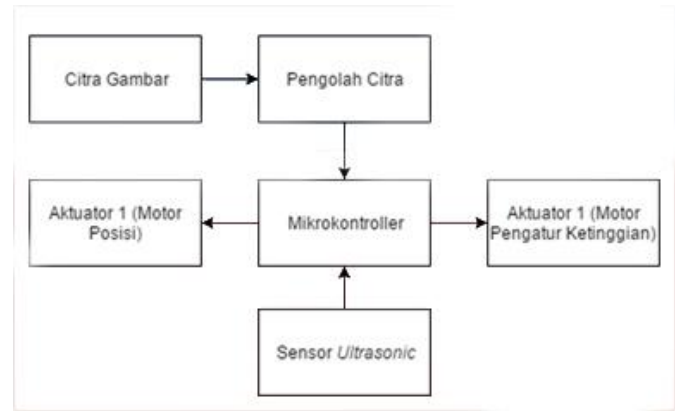 Citra Gambar
Pengolah Citra
Aktuator 1 (Motor
Posisi)
Mikrokontroller
Aktuator 1 (Motor
Pengatur Ketinggian)
Sensor Ultrasonic